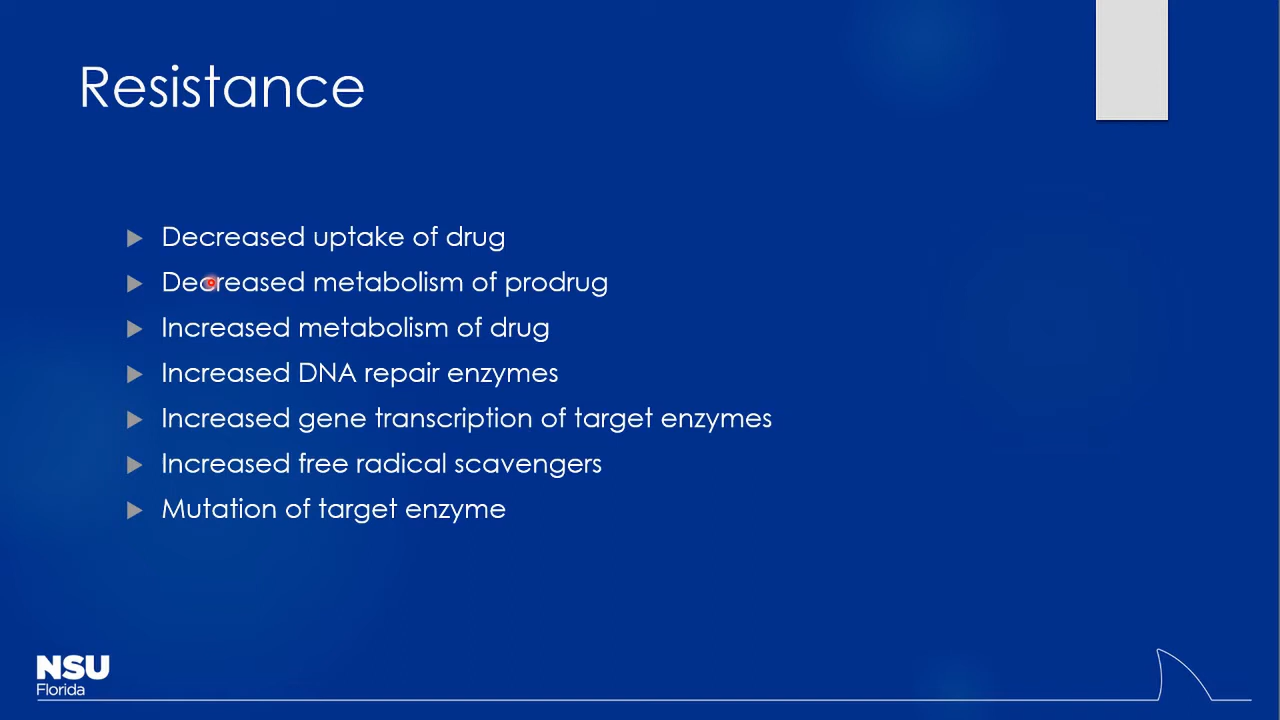 Resistance
Decreased uptake of drug
Decreased metabolism of prodrug
Increased metabolism of drug
Increased DNA repair enzymes
Increased gene transcription of target enzymes
Increased free radical scavengers
Mutation of target enzyme
NSU
Florida